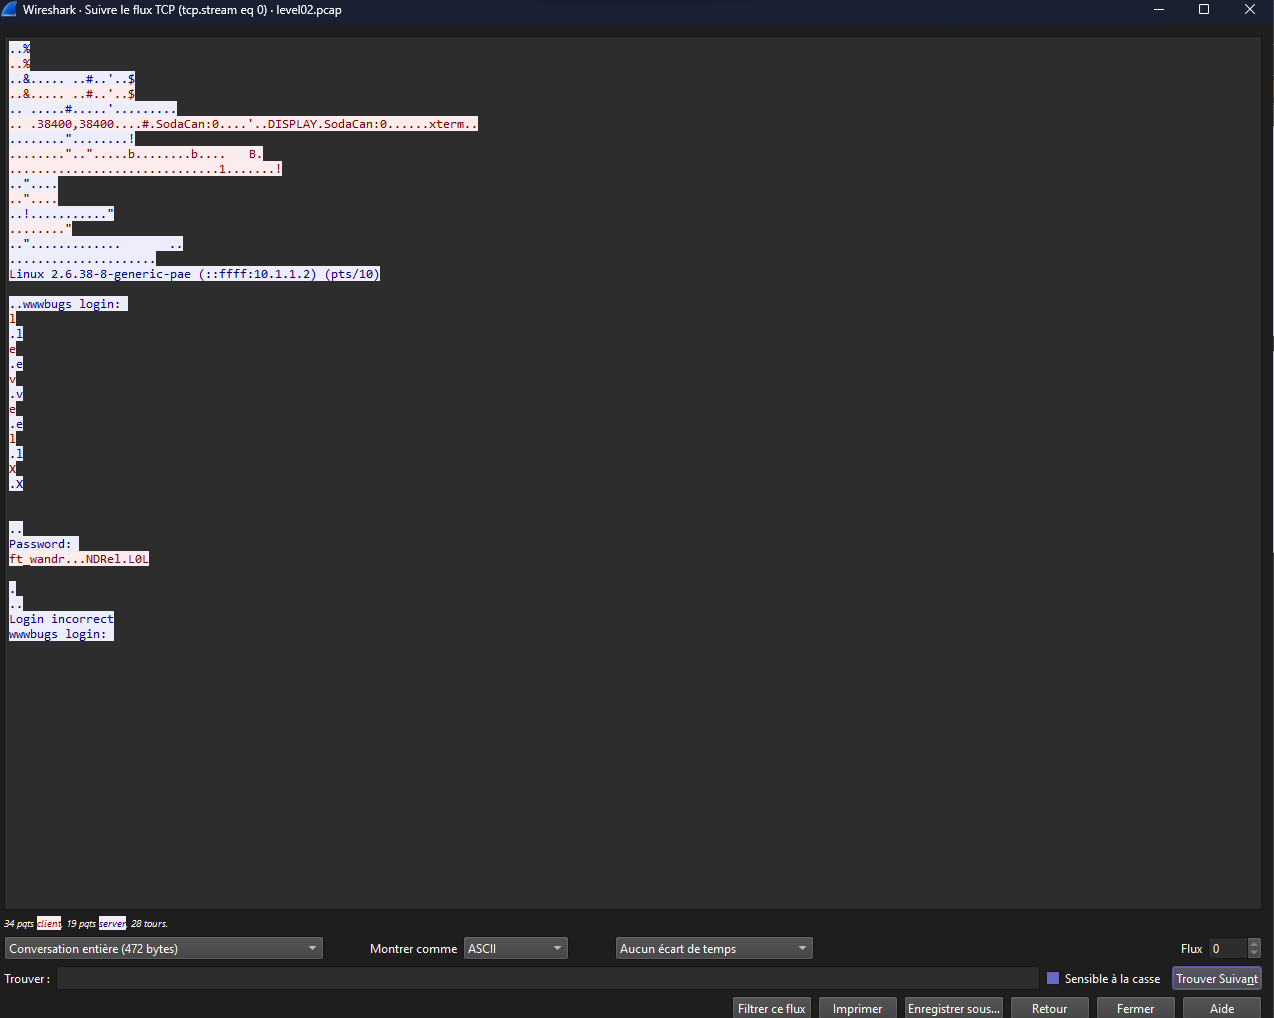 Wireshark · Suivre le flux TCP (tcp.stream eq 0) · level02.pcap
..%
..%
..&..... ..#..'..$
..&..... ..#..'..$
.. .....#.....'.........
.. .38400,38400....#.SodaCan:0....'..DISPLAY.SodaCan:0......xterm..
........"........!
........"..".....b........b.... B.
..............................1.......!
.."....
.."....
..!..........."
........"
.."............. ..
.....................
Linux 2.6.38-8-generic-pae (::ffff:10.1.1.2) (pts/10)
..wwwbugs login:
l
.l
e
.e
v
.v
e
.e
l
.l
X
.X
..
Password:
ft_wandr...NDRel.L0L
.
..
Login incorrect
wwwbugs login:
34 pqts client, 19 pqts server, 28 tours.
Conversation entière (472 bytes) Montrer comme ASCII Aucun écart de temps Flux 0
Trouver : Sensible à la casse Trouver Suivant
Filtrer ce flux Imprimer Enregistrer sous... Retour Fermer Aide